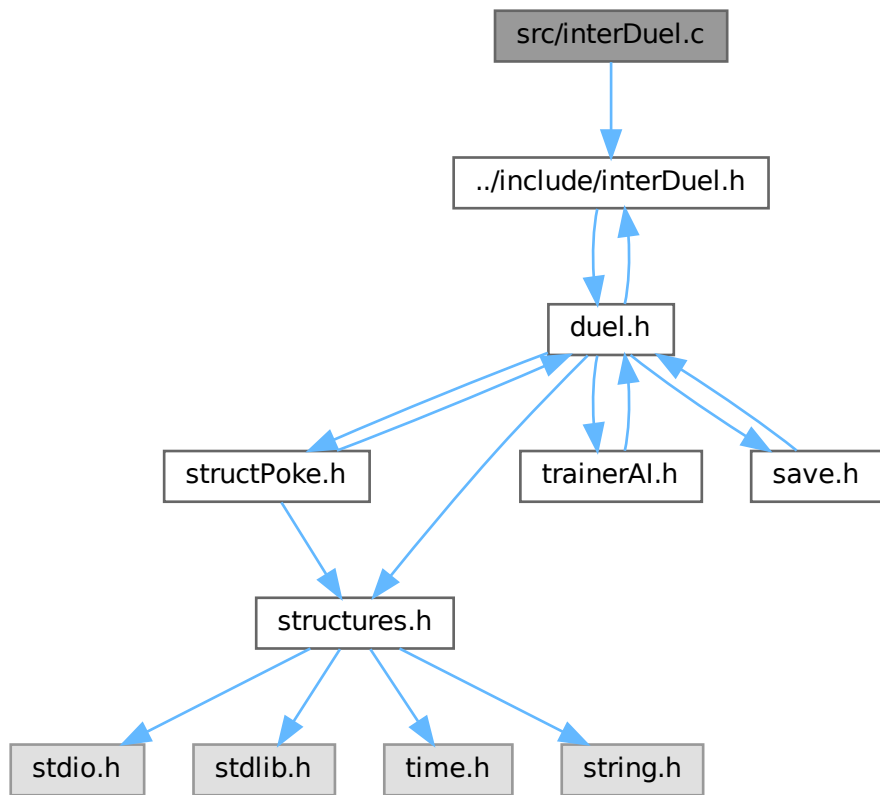 src/interDuel.c
../include/interDuel.h
duel.h
structPoke.h
trainerAI.h
save.h
structures.h
stdio.h
stdlib.h
time.h
string.h